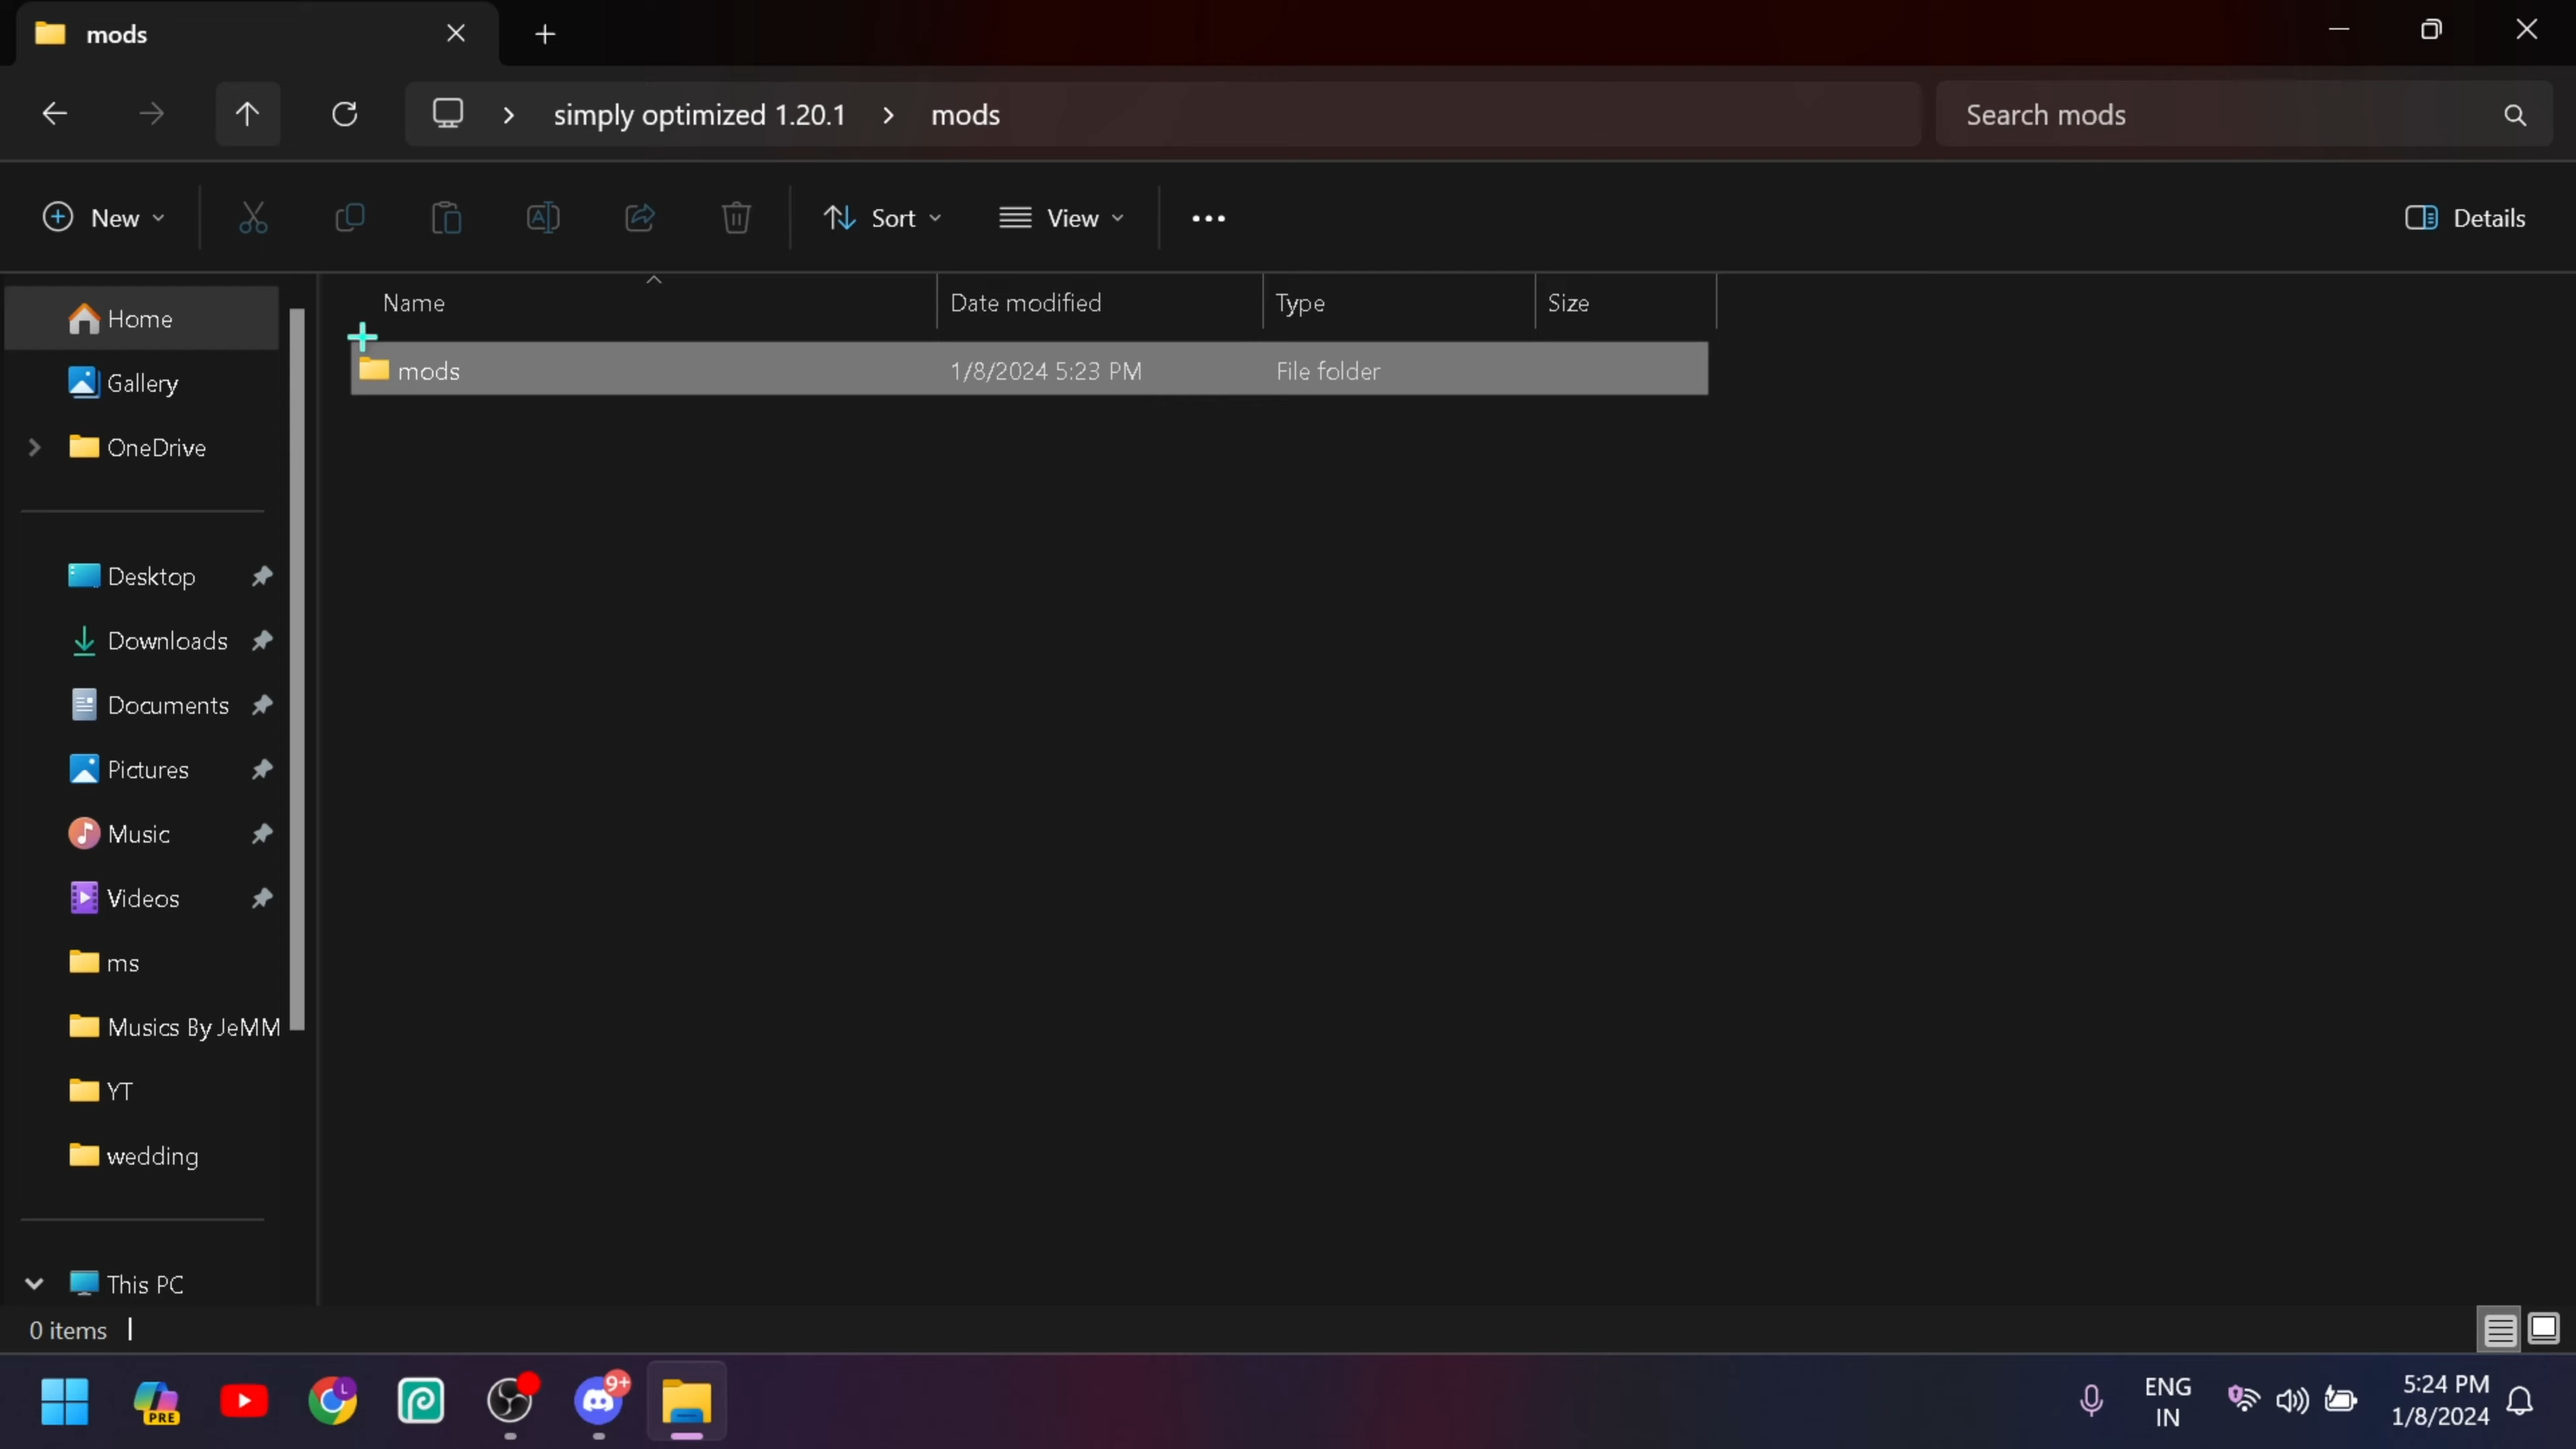 mods
simply optimized 1.20.1 mods
Search mods
New
Sort
View
Details
Name Date modified Type Size
mods 1/8/2024 5:23 PM File folder
Home
Gallery
OneDrive
Desktop
Downloads
Documents
Pictures
Music
Videos
ms
Musics By JeMM
YT
wedding
This PC
0 items
PRE
L
9+
ENG
IN
5:24 PM
1/8/2024